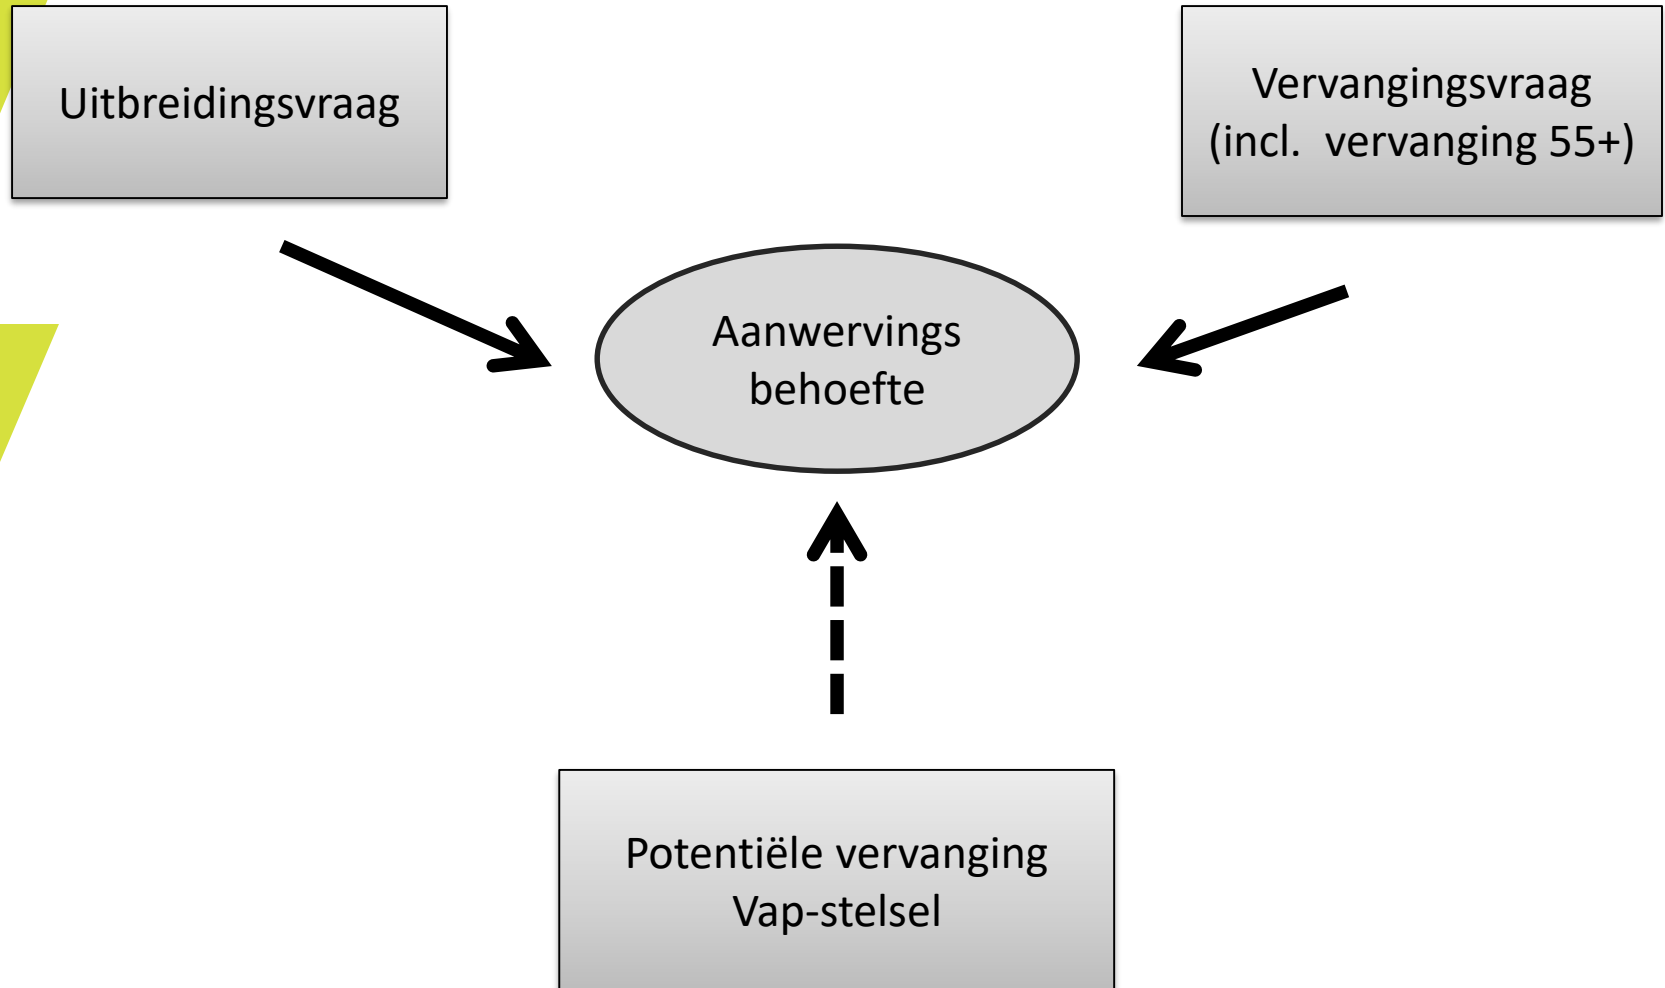 Uitbreidingsvraag
Vervangingsvraag
(incl.  vervanging 55+)
Aanwervings
behoefte
Potentiële vervanging
Vap-stelsel